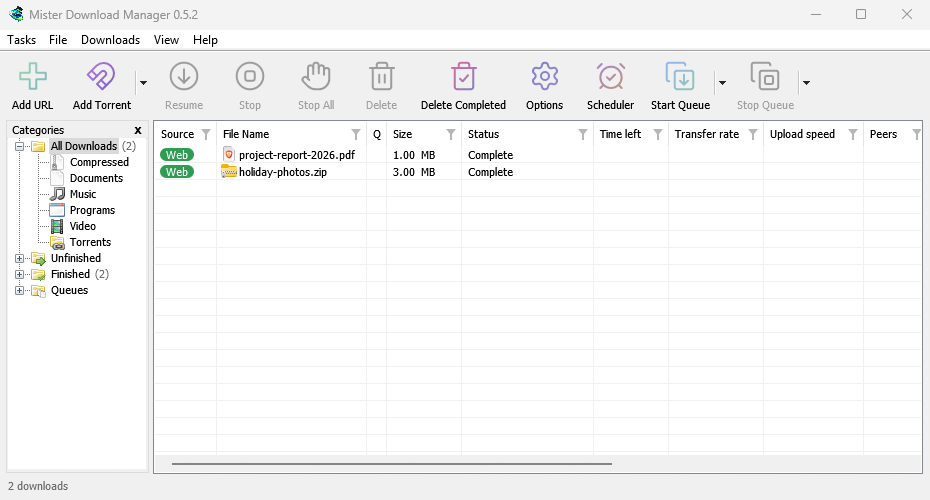 Mister Download Manager 0.5.2
Tasks File Downloads View Help
Add URL Add Torrent Resume Stop Stop All Delete Delete Completed Options Scheduler Start Queue Stop Queue
Categories x
All Downloads (2)
Compressed
Documents
Music
Programs
Video
Torrents
Unfinished
Finished (2)
Queues
Source File Name Q Size Status Time left Transfer rate Upload speed Peers
Web project-report-2026.pdf 1.00 MB Complete
Web holiday-photos.zip 3.00 MB Complete
2 downloads